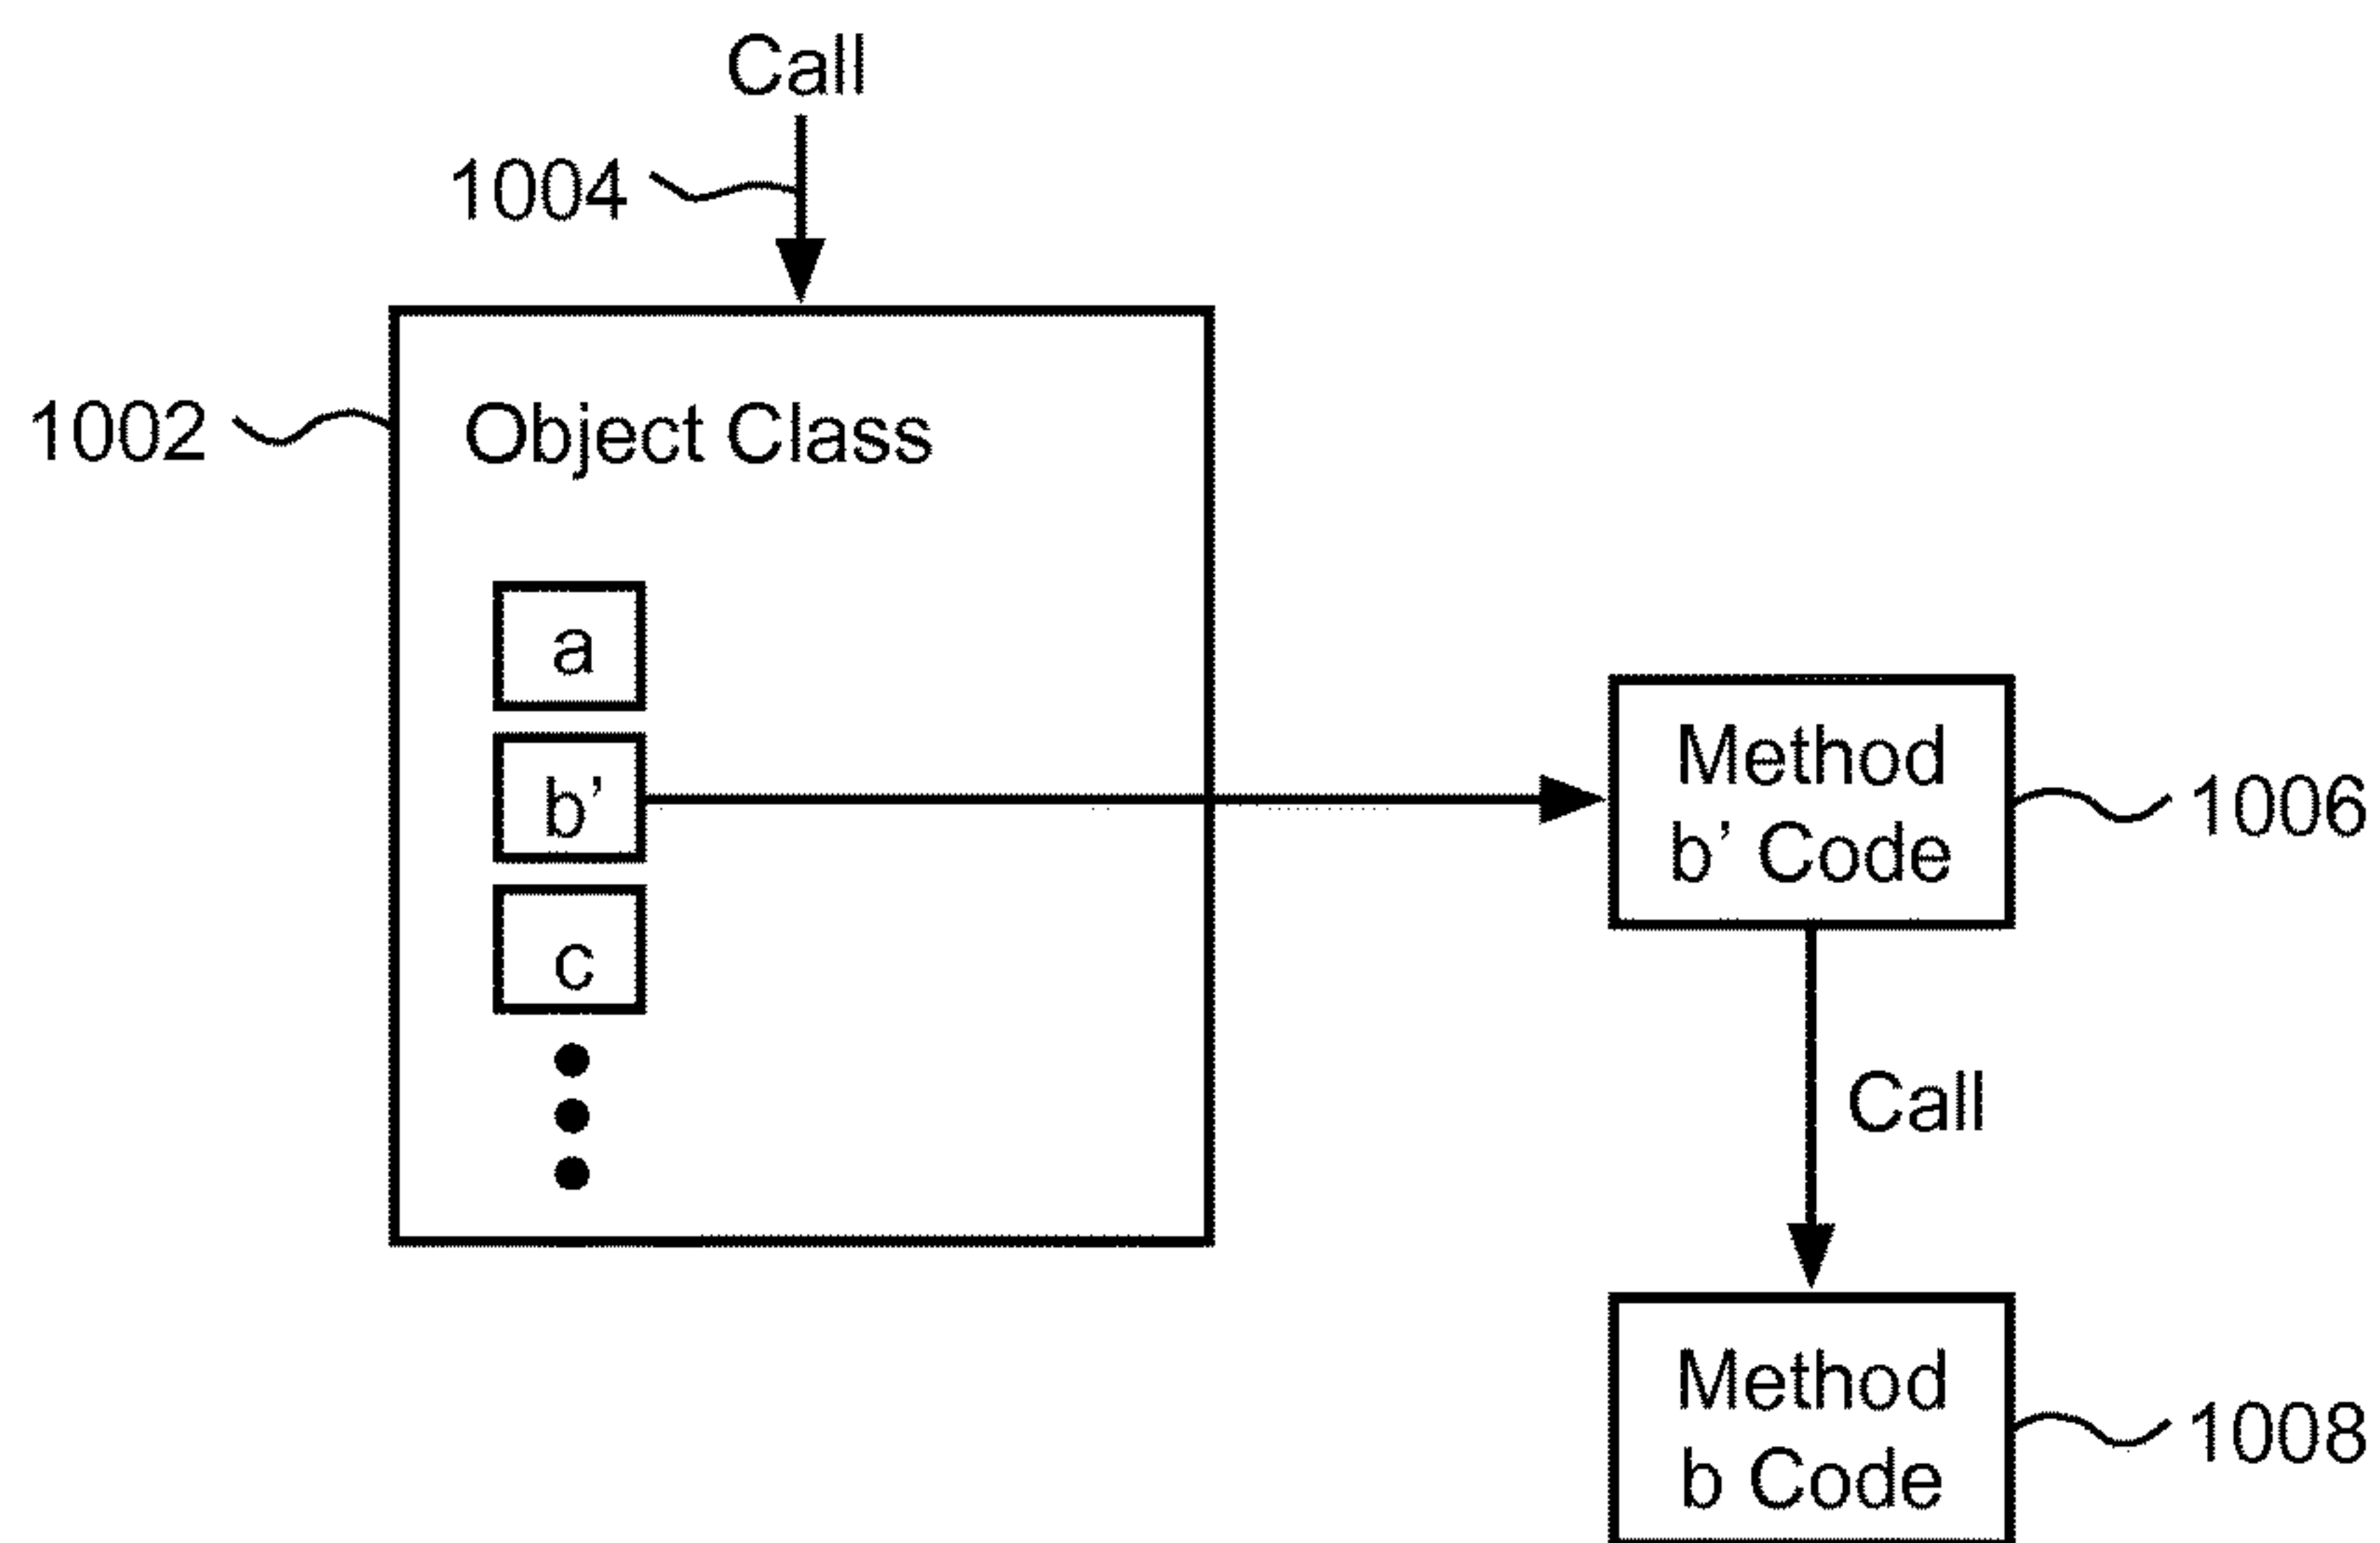 Call
1004
1002
Object Class
a
b'
c
Method
b' Code
1006
Call
Method
b Code
1008